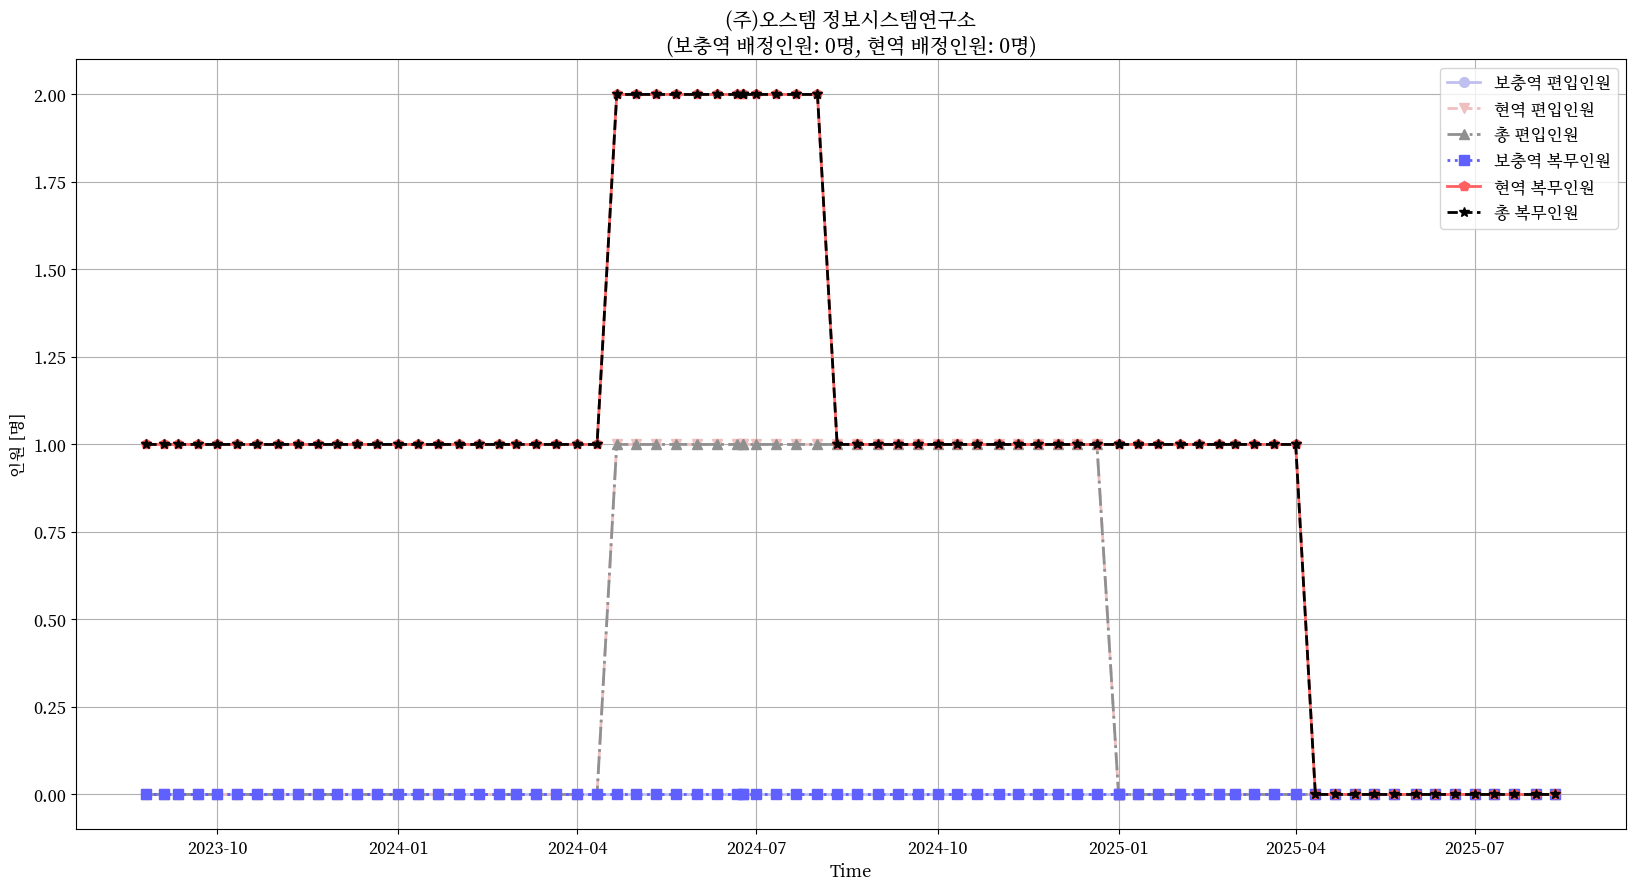 (주)오스템 정보시스템연구소
(보충역 배정인원: 0명, 현역 배정인원: 0명)
보충역 편입인원
현역 편입인원
총 편입인원
보충역 복무인원
현역 복무인원
총 복무인원
인원 [명]
2.00
1.75
1.50
1.25
1.00
0.75
0.50
0.25
0.00
2023-10
2024-01
2024-04
2024-07
2024-10
2025-01
2025-04
2025-07
Time